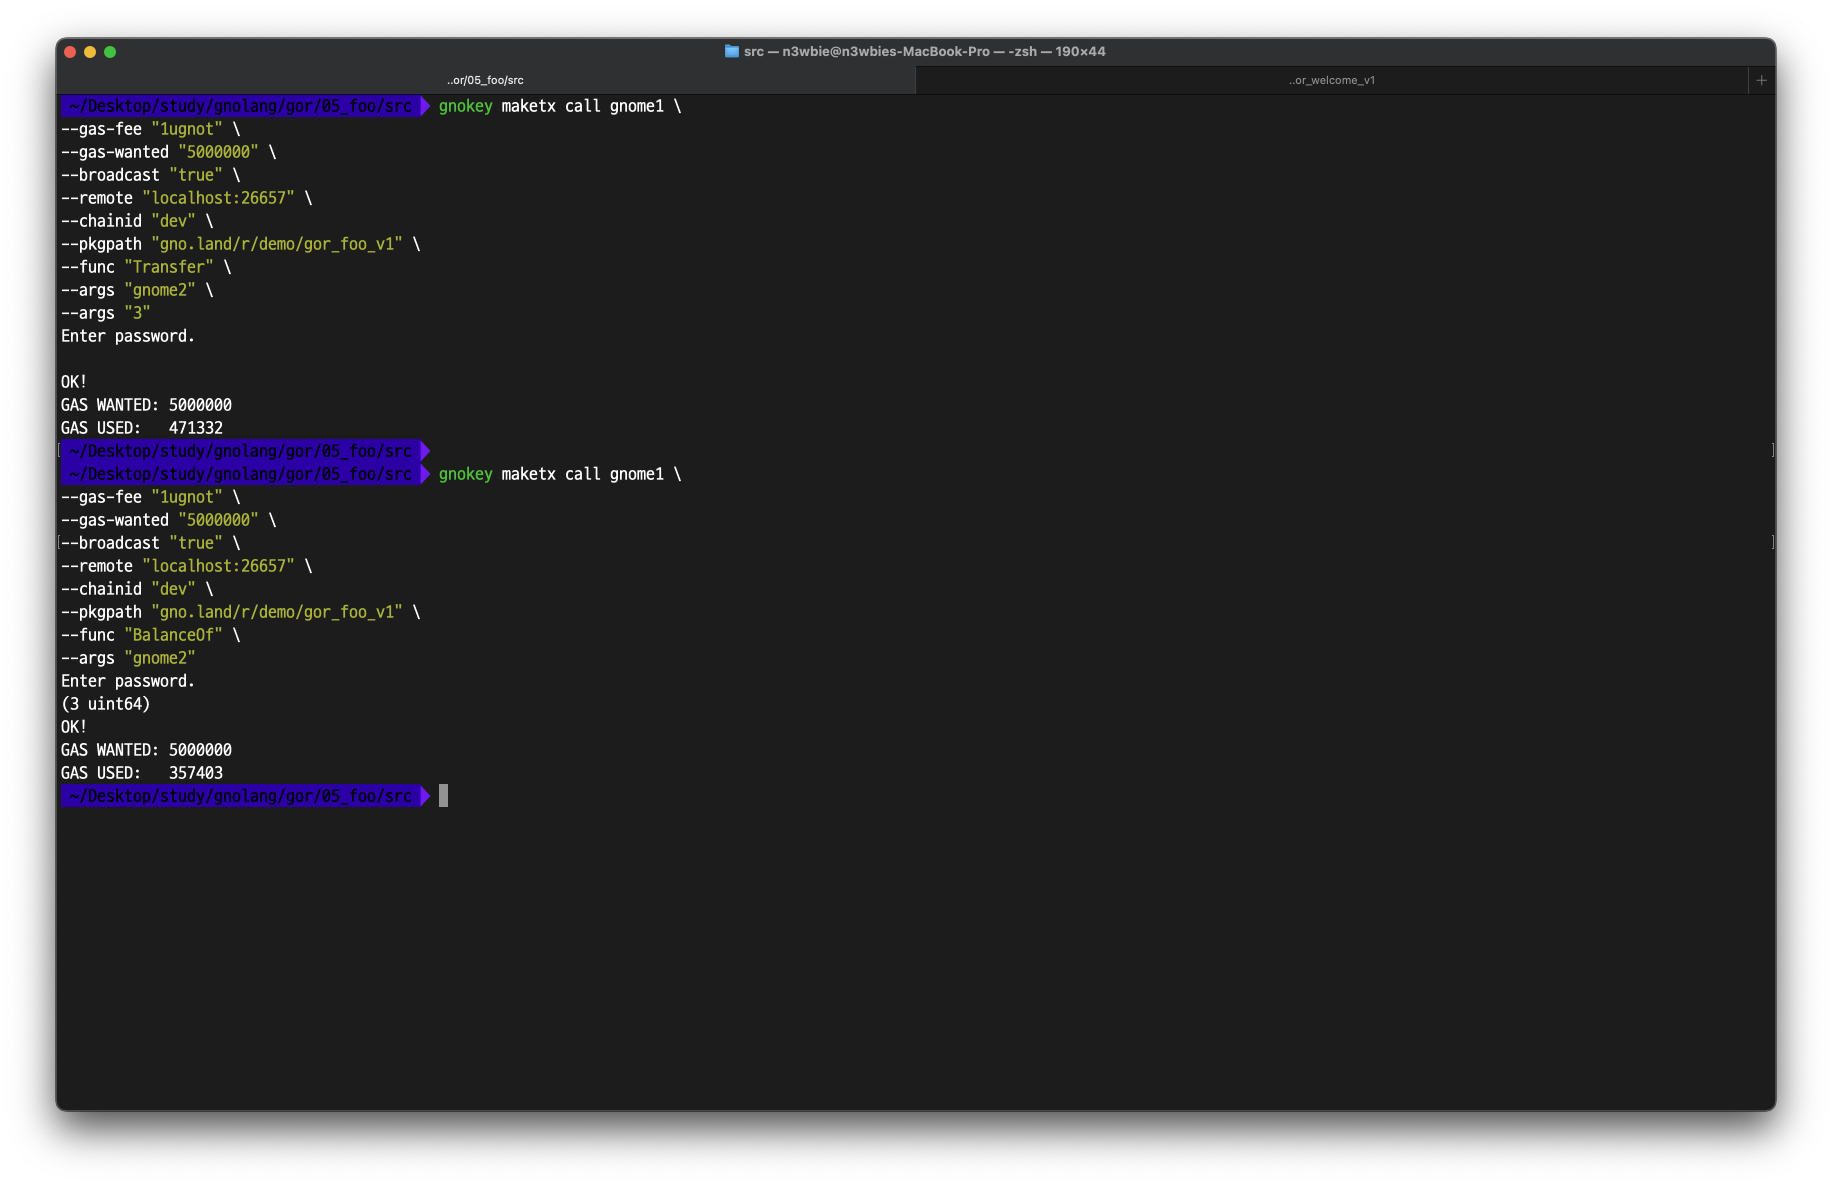 src — n3wbie@n3wbies-MacBook-Pro — -zsh — 190×44
..or/05_foo/src ..or_welcome_v1 +
~/Desktop/study/gnolang/gor/05_foo/src gnokey maketx call gnome1 \
--gas-fee "1ugnot" \
--gas-wanted "5000000" \
--broadcast "true" \
--remote "localhost:26657" \
--chainid "dev" \
--pkgpath "gno.land/r/demo/gor_foo_v1" \
--func "Transfer" \
--args "gnome2" \
--args "3"
Enter password.
OK!
GAS WANTED: 5000000
GAS USED:   471332
[ ~/Desktop/study/gnolang/gor/05_foo/src ]
~/Desktop/study/gnolang/gor/05_foo/src gnokey maketx call gnome1 \
--gas-fee "1ugnot" \
--gas-wanted "5000000" \
[--broadcast "true" \ ]
--remote "localhost:26657" \
--chainid "dev" \
--pkgpath "gno.land/r/demo/gor_foo_v1" \
--func "BalanceOf" \
--args "gnome2"
Enter password.
(3 uint64)
OK!
GAS WANTED: 5000000
GAS USED:   357403
~/Desktop/study/gnolang/gor/05_foo/src